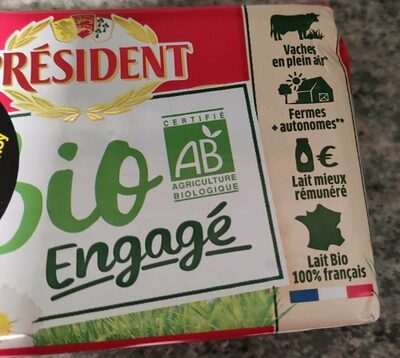 PRÉSIDENT
Bio
Engagé
CERTIFIÉ
AB
AGRICULTURE
BIOLOGIQUE
Vaches
en plein air*
Fermes
+ autonomes**
€
Lait mieux
rémunéré
Lait Bio
100% français